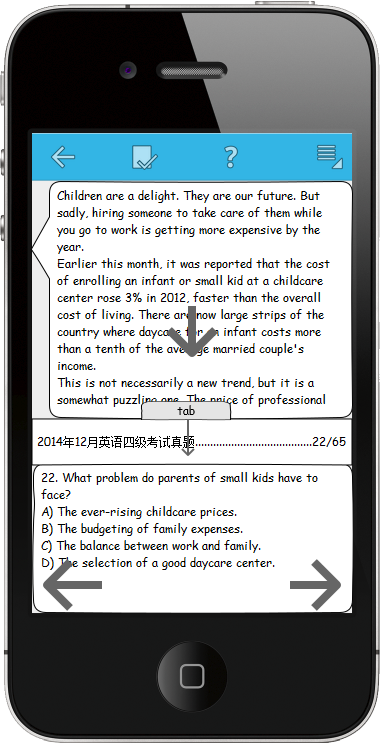 Children are a delight. They are our future. But
sadly, hiring someone to take care of them while
you go to work is getting more expensive by the
year.
Earlier this month, it was reported that the cost
of enrolling an infant or small kid at a childcare
center rose 3% in 2012, faster than the overall
cost of living. There are now large strips of the
country where daycare for an infant costs more
than a tenth of the average married couple's
income.
This is not necessarily a new trend, but it is a
somewhat puzzling one. The price of professional
tab
2014年12月英语四级考试真题......................................22/65
22. What problem do parents of small kids have to
face?
A) The ever-rising childcare prices.
B) The budgeting of family expenses.
C) The balance between work and family.
D) The selection of a good daycare center.